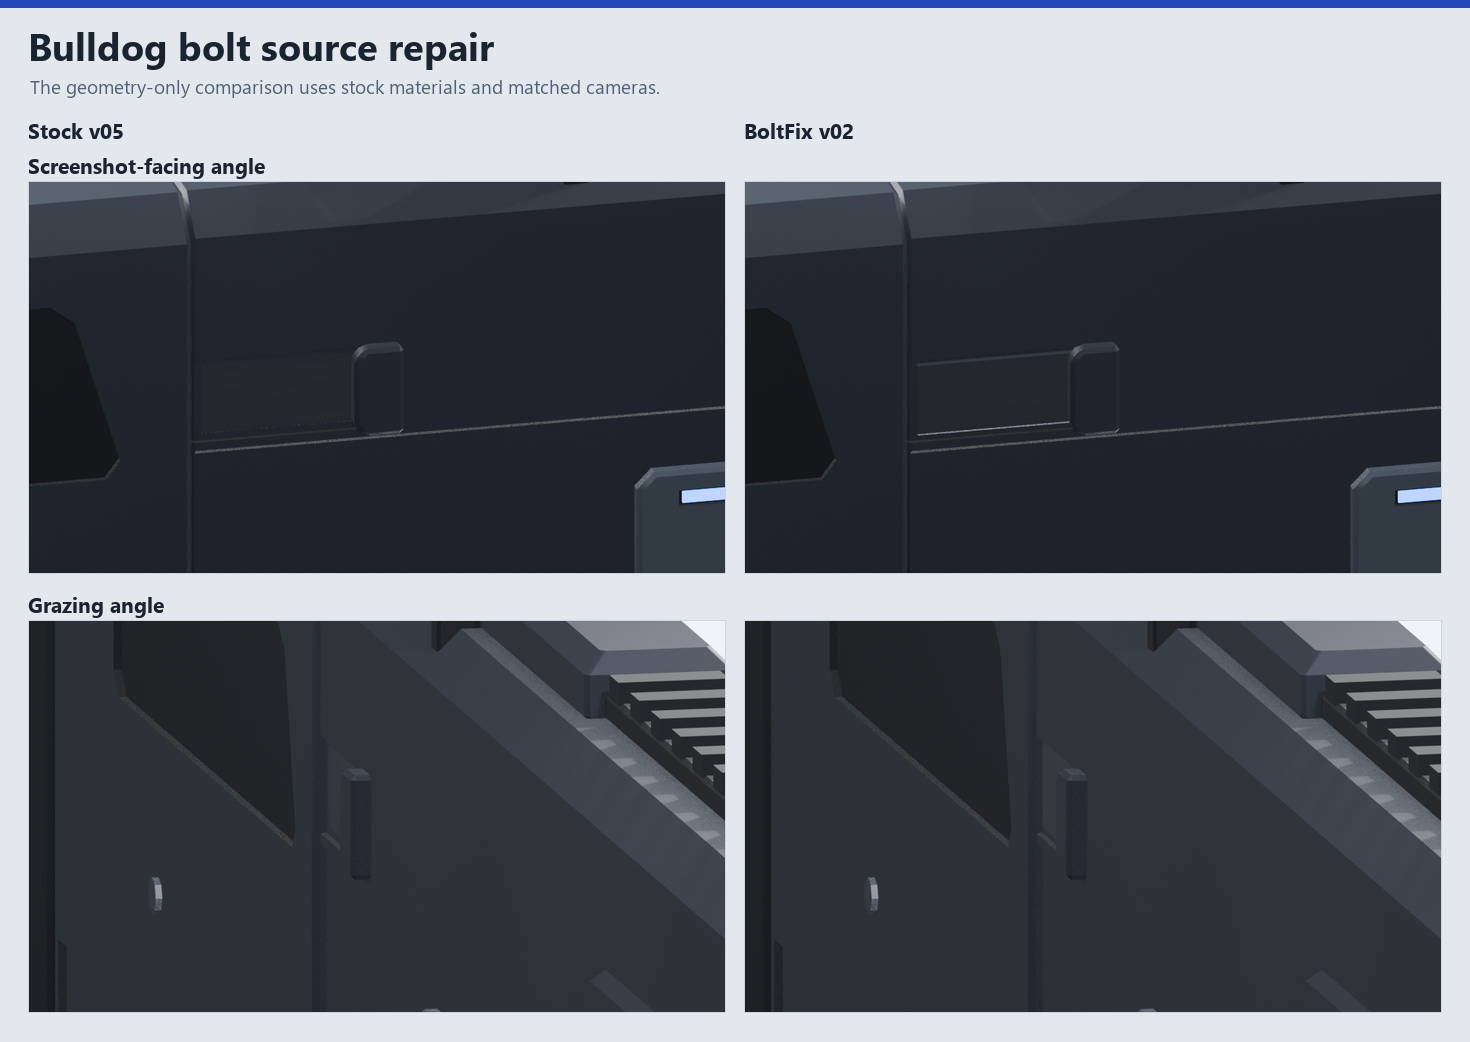 Bulldog bolt source repair
The geometry-only comparison uses stock materials and matched cameras.
Stock v05
BoltFix v02
Screenshot-facing angle
Grazing angle